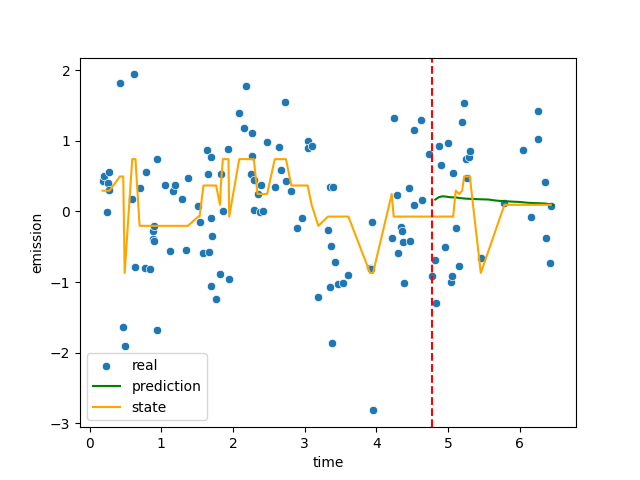 2
1
0
−1
−2
−3
emission
real
prediction
state
0 1 2 3 4 5 6
time